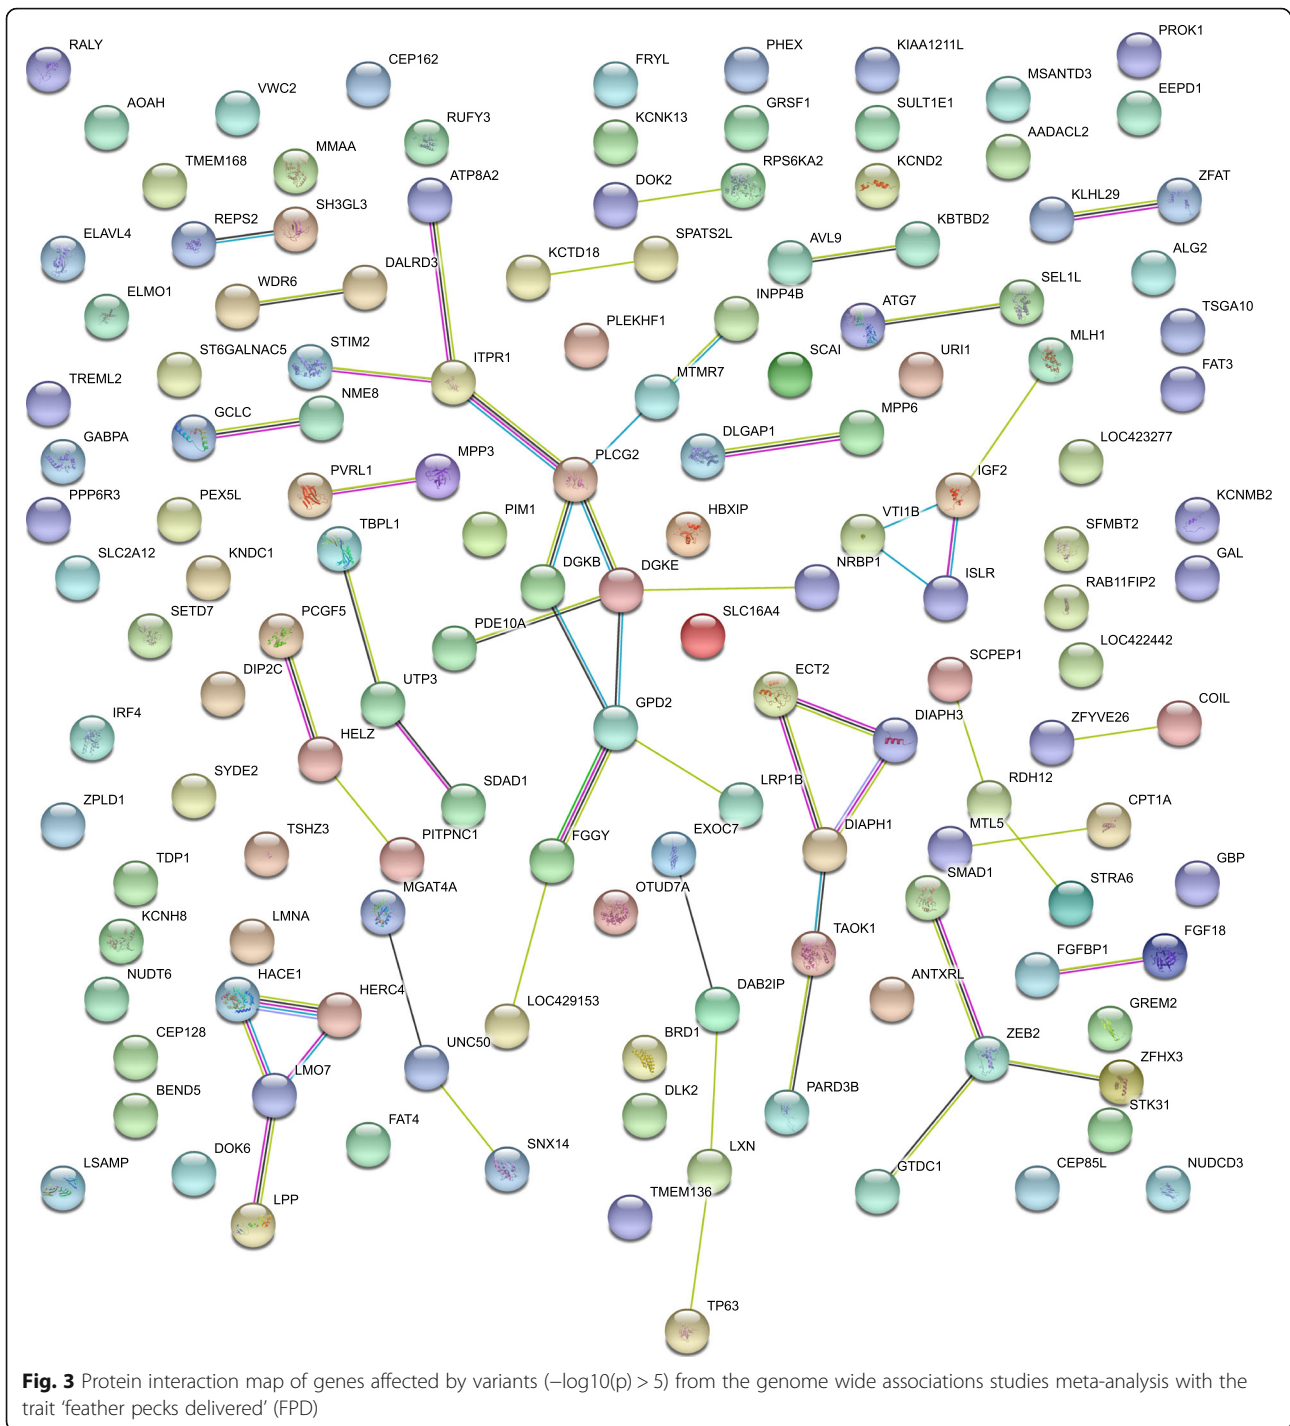 RALY
CEP162
FRYL
PHEX
KIAA1211L
PROK1
MSANTD3
EEPD1
AOAH
VWC2
RUFY3
KCNK13
GRSF1
SULT1E1
AADACL2
TMEM168
MMAA
ATP8A2
DOK2
RPS6KA2
KCND2
KLHL29
ZFAT
REPS2
SH3GL3
ELAVL4
KCTD18
SPATS2L
AVL9
KBTBD2
ALG2
WDR6
DALRD3
ELMO1
INPP4B
ATG7
SEL1L
TSGA10
PLEKHF1
ST6GALNAC5
STIM2
ITPR1
MTMR7
SCAI
URI1
MLH1
FAT3
TREML2
GCLC
NME8
DLGAP1
MPP6
LOC423277
GABPA
PVRL1
MPP3
PLCG2
IGF2
PPP6R3
PEX5L
TBPL1
PIM1
HBXIP
VTI1B
SFMBT2
KCNMB2
SLC2A12
KNDC1
DGKB
DGKE
NRBP1
ISLR
RAB11FIP2
GAL
SETD7
PCGF5
PDE10A
SLC16A4
LOC422442
DIP2C
UTP3
GPD2
ECT2
SCPEP1
DIAPH3
ZFYVE26
COIL
IRF4
HELZ
SYDE2
SDAD1
LRP1B
RDH12
ZPLD1
TSHZ3
PITPNC1
FGGY
EXOC7
DIAPH1
MTL5
CPT1A
TDP1
MGAT4A
OTUD7A
SMAD1
STRA6
GBP
KCNH8
LMNA
TAOK1
FGFBP1
FGF18
NUDT6
HACE1
HERC4
LOC429153
DAB2IP
ANTXRL
GREM2
CEP128
UNC50
BRD1
ZEB2
ZFHX3
BEND5
LMO7
DLK2
PARD3B
STK31
FAT4
LSAMP
DOK6
SNX14
LXN
GTDC1
CEP85L
NUDCD3
LPP
TMEM136
TP63
Fig. 3 Protein interaction map of genes affected by variants (−log10(p) > 5) from the genome wide associations studies meta-analysis with the
trait ‘feather pecks delivered’ (FPD)